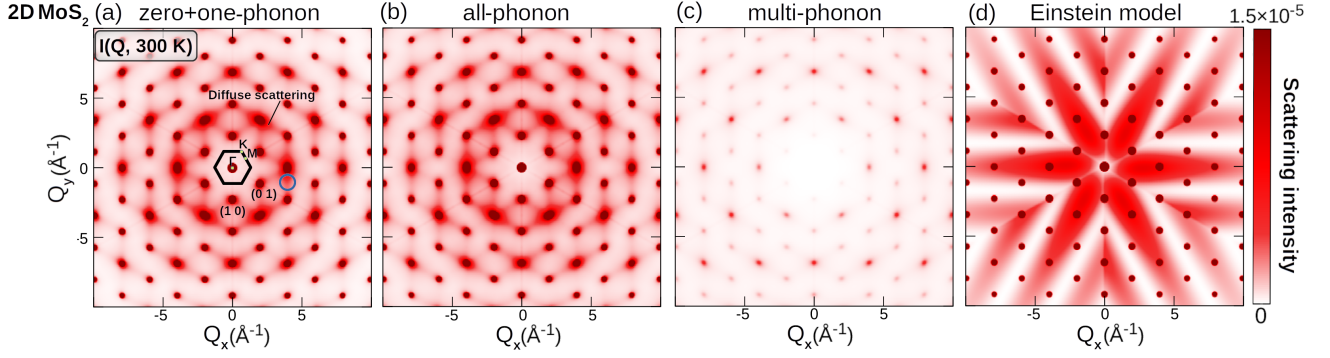 2D MoS2 (a) zero+one-phonon (b) all-phonon (c) multi-phonon (d) Einstein model 1.5×10-5
I(Q, 300 K)
Diffuse scattering
K
Γ M
(0 1)
(1 0)
5
0
-5
Qy(Å-1)
-5 0 5
Qx(Å-1)
-5 0 5
Qx(Å-1)
-5 0 5
Qx(Å-1)
-5 0 5
Qx(Å-1)
Scattering intensity
0